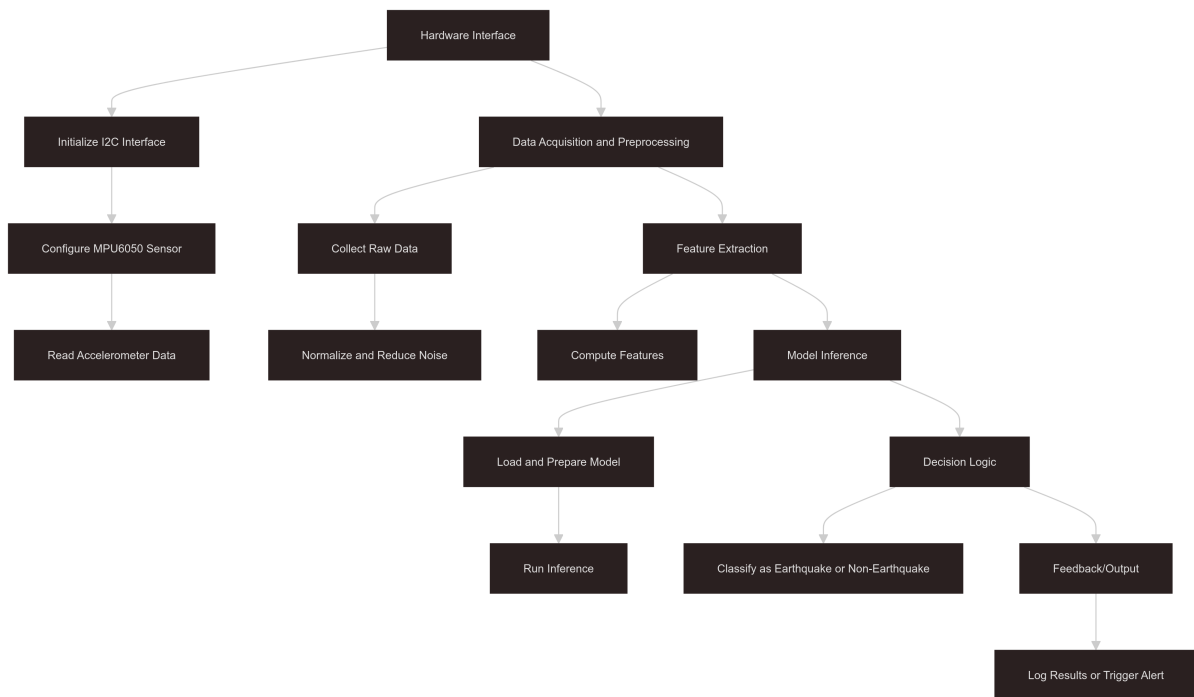 Hardware Interface
Initialize I2C Interface
Data Acquisition and Preprocessing
Configure MPU6050 Sensor
Collect Raw Data
Feature Extraction
Read Accelerometer Data
Normalize and Reduce Noise
Compute Features
Model Inference
Load and Prepare Model
Decision Logic
Run Inference
Classify as Earthquake or Non-Earthquake
Feedback/Output
Log Results or Trigger Alert